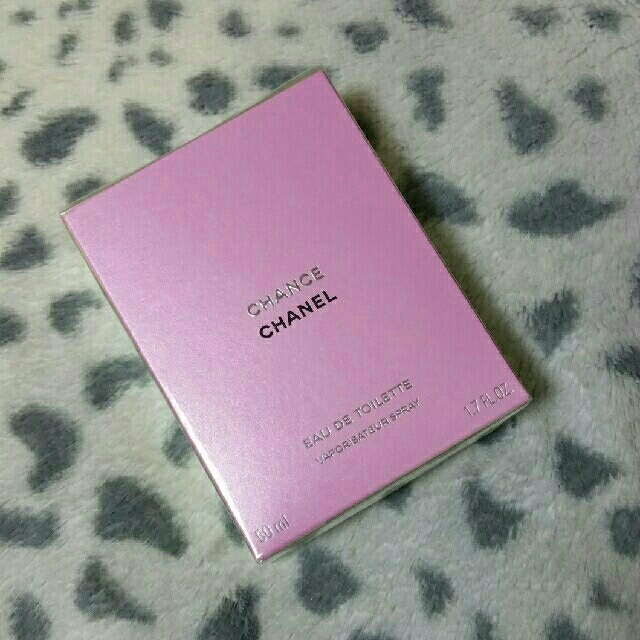 CHANCE
CHANEL
EAU DE TOILETTE
VAPORISATEUR SPRAY
50 ml
1.7 FL.OZ.